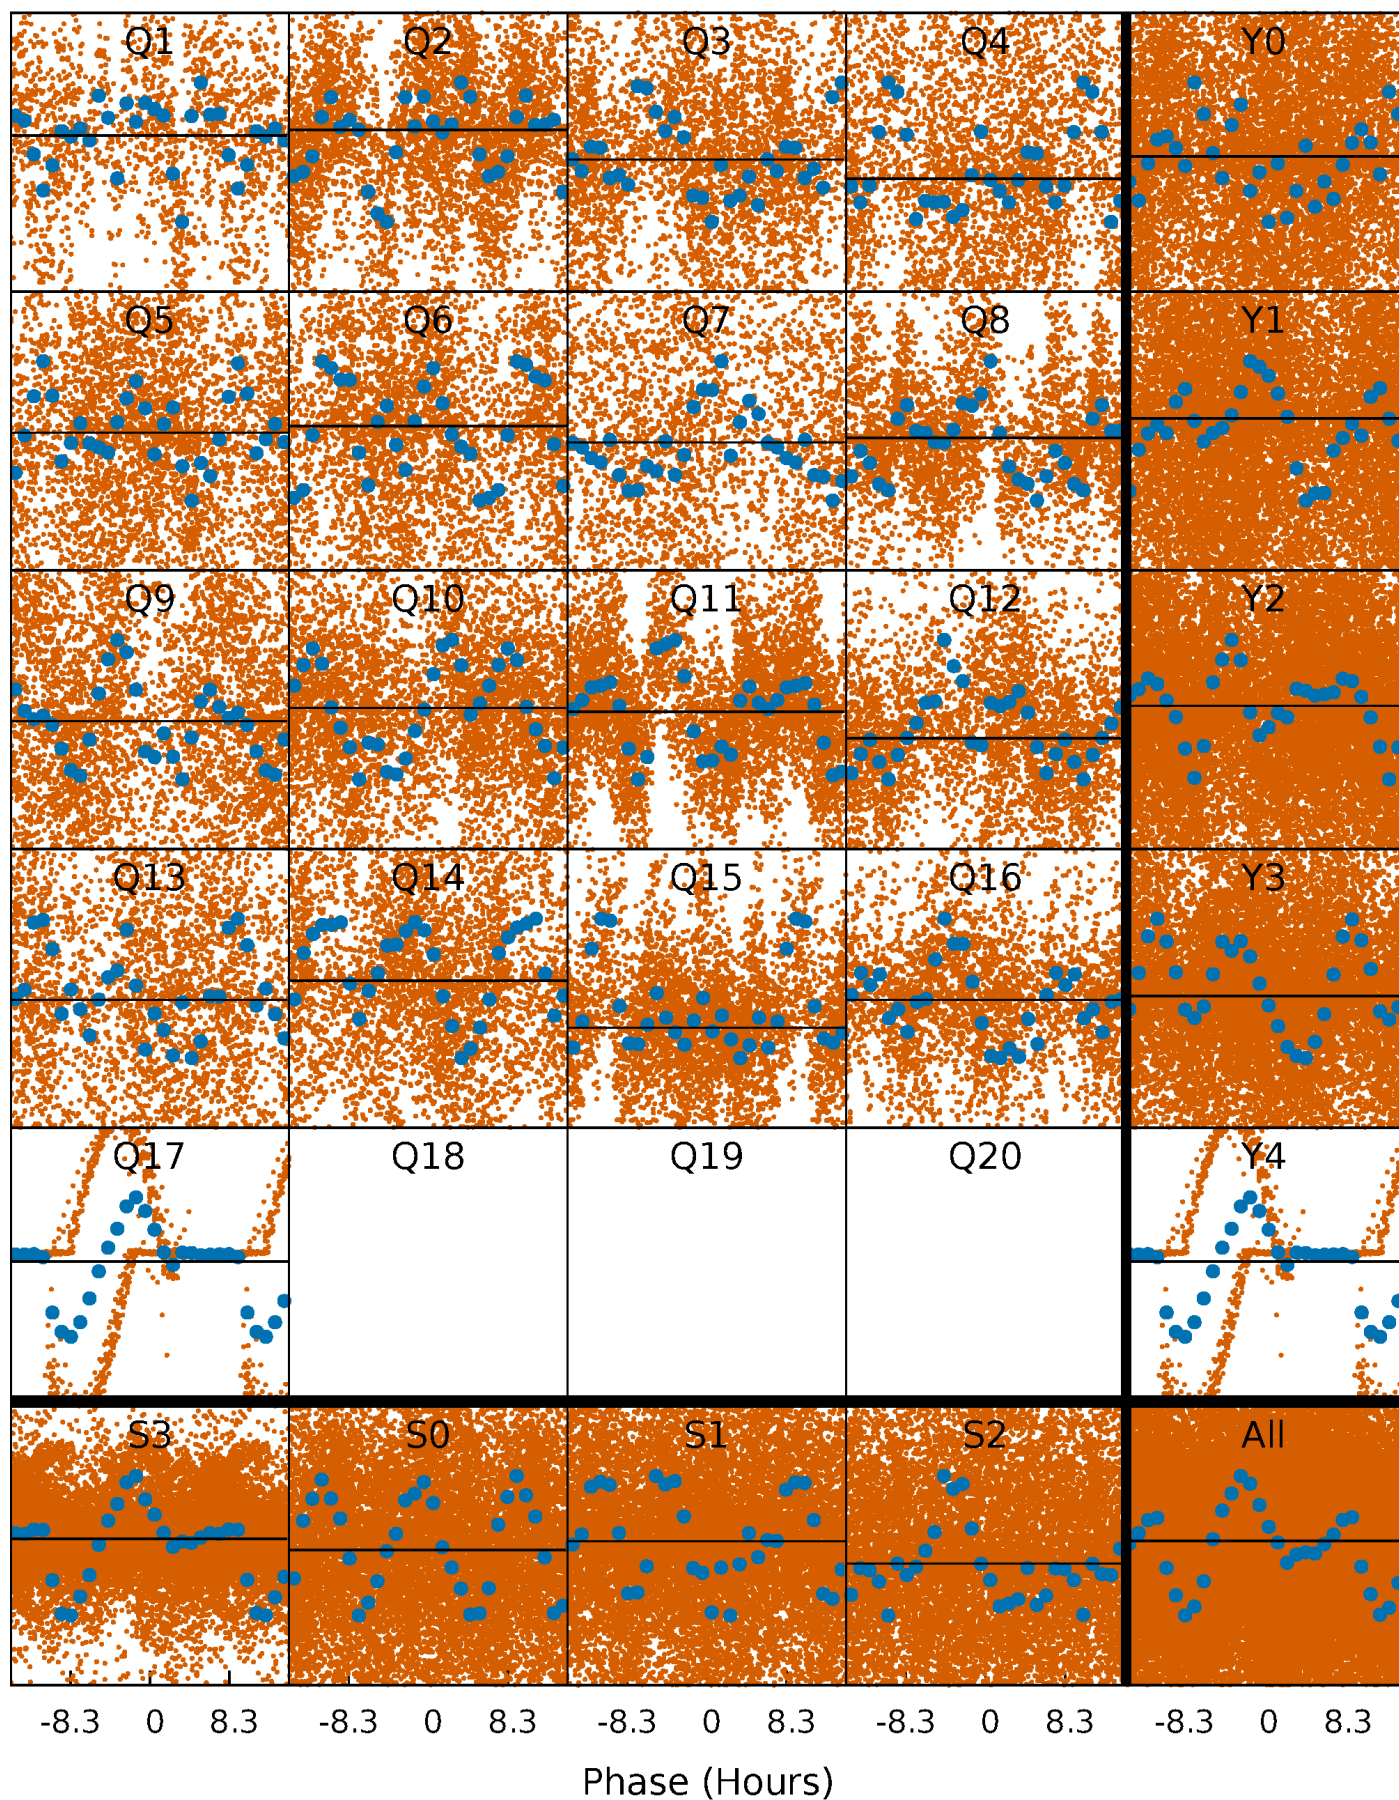 Q1 Q2 Q3 Q4 Y0
Q5 Q6 Q7 Q8 Y1
Q9 Q10 Q11 Q12 Y2
Q13 Q14 Q15 Q16 Y3
Q17 Q18 Q19 Q20 Y4
S3 S0 S1 S2 All
-8.3 0 8.3 -8.3 0 8.3 -8.3 0 8.3 -8.3 0 8.3 -8.3 0 8.3
Phase (Hours)